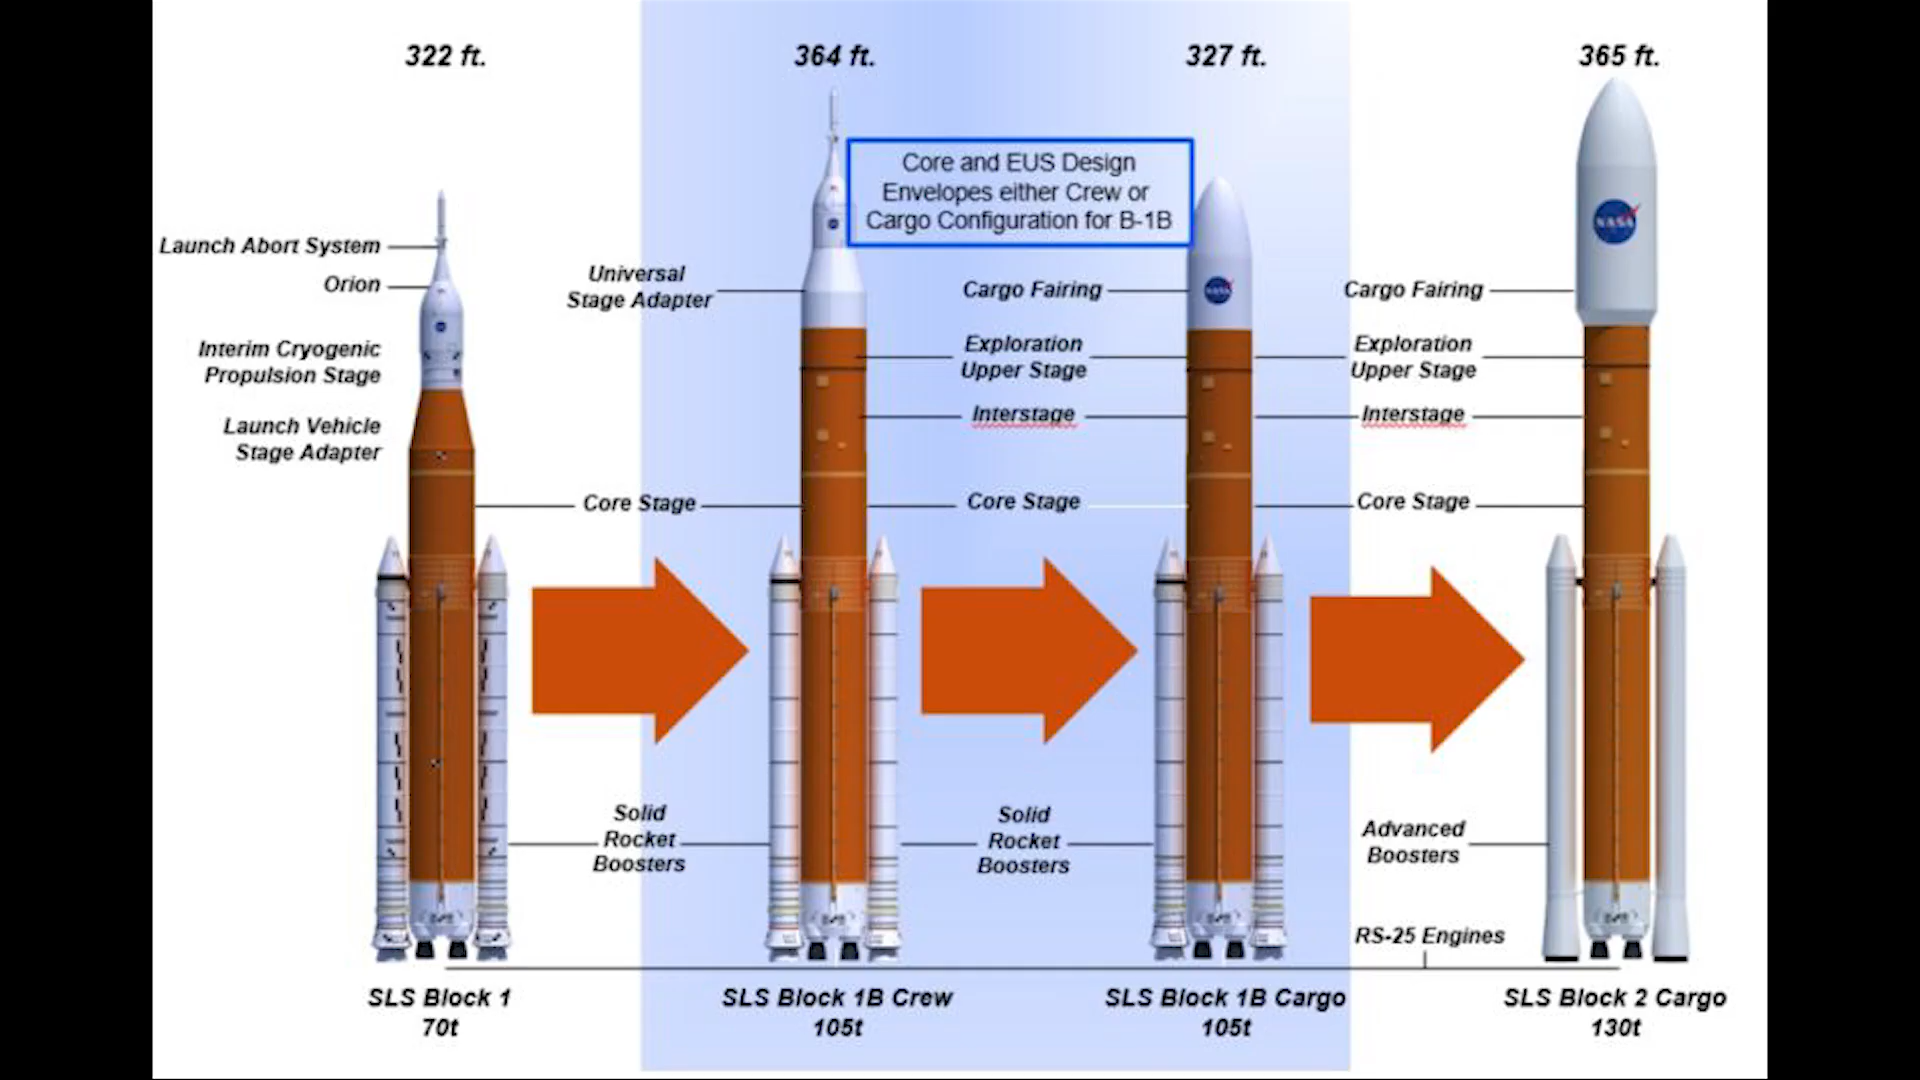 322 ft.
364 ft.
327 ft.
365 ft.
Core and EUS Design
Envelopes either Crew or
Cargo Configuration for B-1B
Launch Abort System
Orion
Interim Cryogenic
Propulsion Stage
Launch Vehicle
Stage Adapter
Universal
Stage Adapter
Cargo Fairing
Cargo Fairing
NASA
NASA
Exploration
Upper Stage
Exploration
Upper Stage
Interstage
Interstage
Core Stage
Core Stage
Core Stage
Solid
Rocket
Boosters
Solid
Rocket
Boosters
Advanced
Boosters
RS-25 Engines
SLS Block 1
70t
SLS Block 1B Crew
105t
SLS Block 1B Cargo
105t
SLS Block 2 Cargo
130t